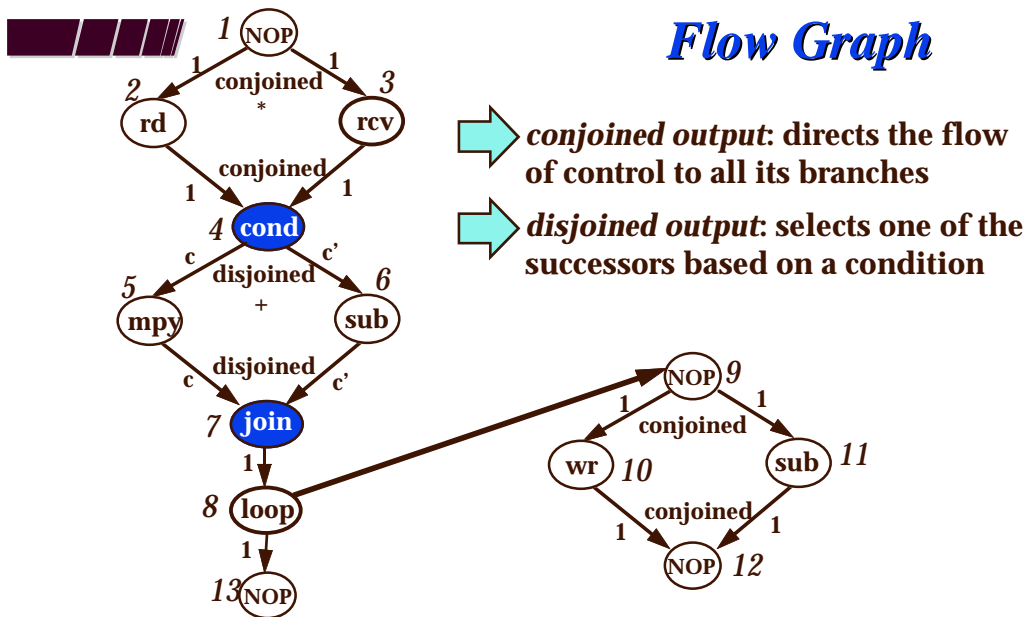 Flow Graph
1
NOP
1 1
conjoined
*
2
rd
3
rcv
conjoined
1 1
4
cond
c c'
disjoined
+
5
mpy
6
sub
disjoined
c c'
7
join
1
8
loop
1
13
NOP
conjoined output: directs the flow
of control to all its branches
disjoined output: selects one of the
successors based on a condition
NOP
9
1 1
conjoined
wr
10
sub
11
conjoined
1 1
NOP
12